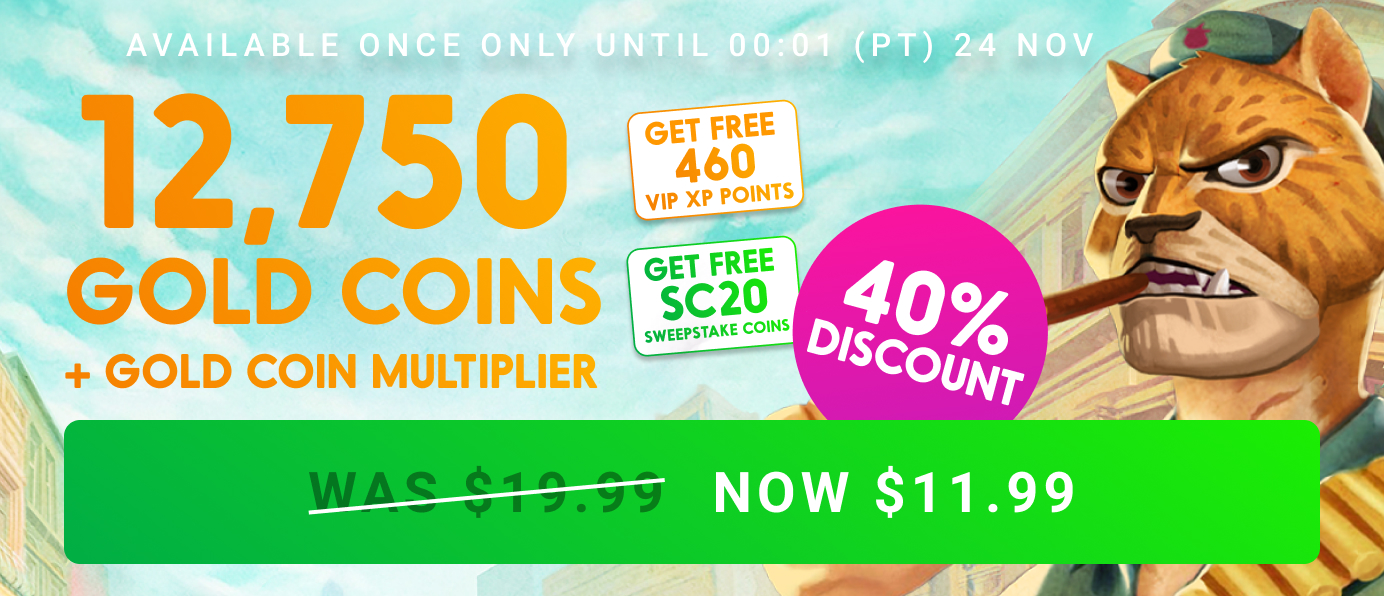 AVAILABLE ONCE ONLY UNTIL 00:01 (PT) 24 NOV
12,750
GOLD COINS
+ GOLD COIN MULTIPLIER
GET FREE
460
VIP XP POINTS
GET FREE
SC20
SWEEPSTAKE COINS
40%
DISCOUNT
WAS $19.99 NOW $11.99